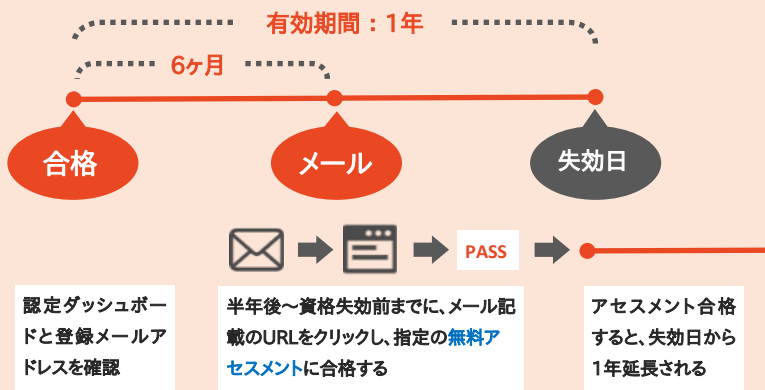 有効期間：1年
6ヶ月
合格
メール
失効日
PASS
認定ダッシュボー
ドと登録メールア
ドレスを確認
半年後～資格失効前までに、メール記
載のURLをクリックし、指定の無料ア
セスメントに合格する
アセスメント合格
すると、失効日から
1年延長される